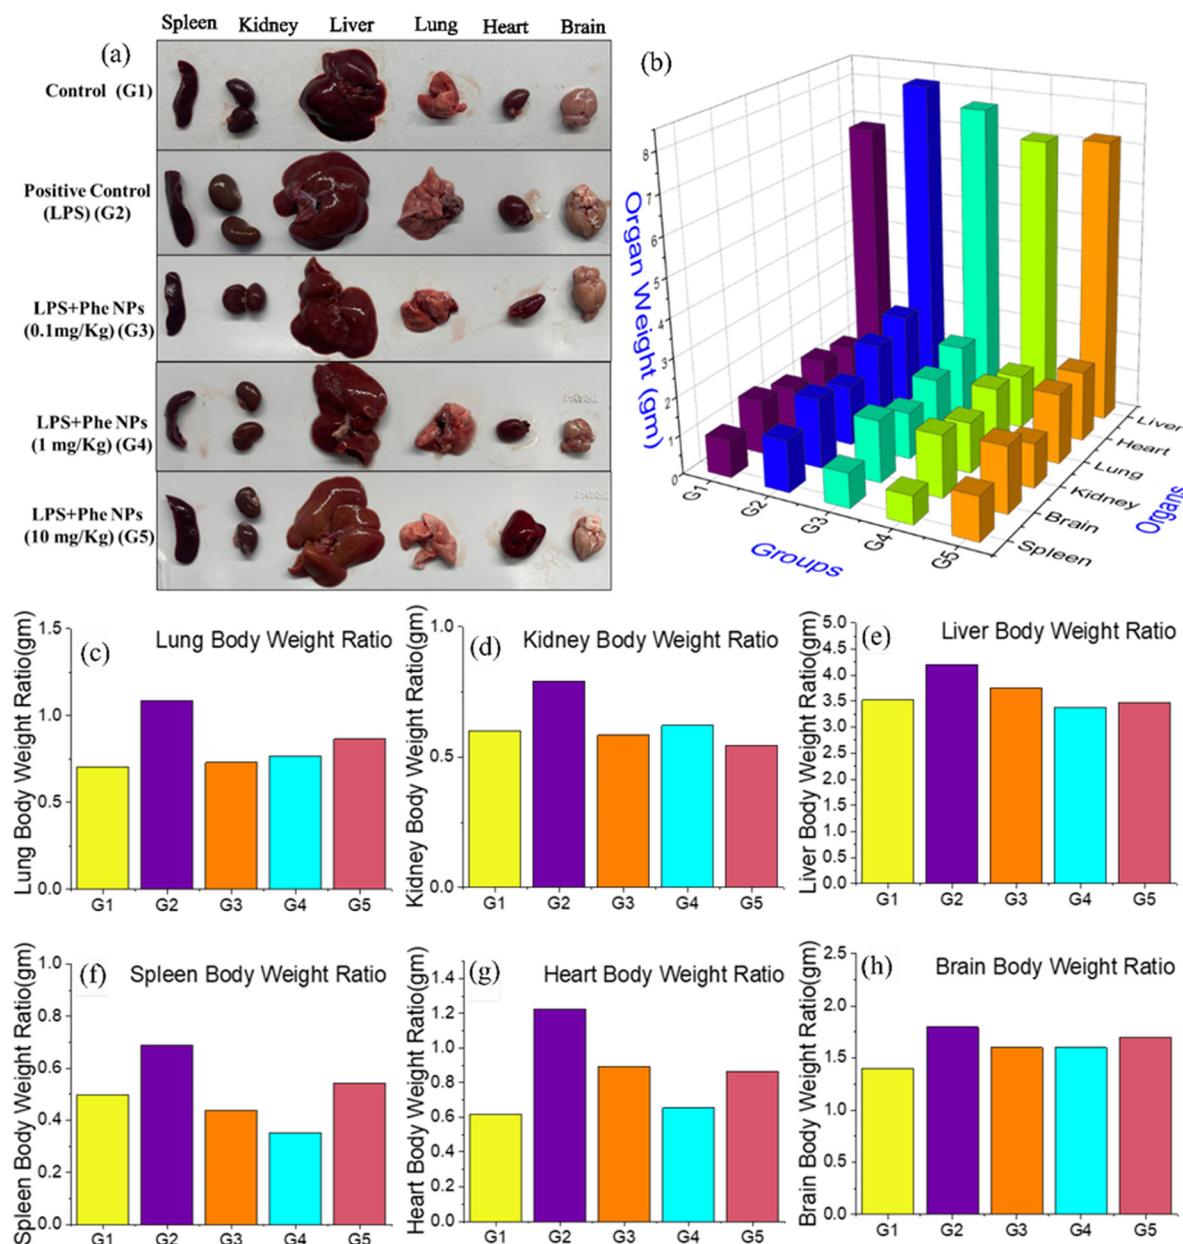 Spleen Kidney Liver Lung Heart Brain
(a)
Control (G1)
Positive Control
(LPS) (G2)
LPS+Phe NPs
(0.1mg/Kg) (G3)
LPS+Phe NPs
(1 mg/Kg) (G4)
LPS+Phe NPs
(10 mg/Kg) (G5)
(b)
Organ Weight (gm)
8
7
6
5
4
3
2
1
0
G1
G2
G3
G4
G5
Groups
Liver
Heart
Lung
Kidney
Brain
Spleen
Organs
(c)
Lung Body Weight Ratio
Lung Body Weight Ratio(gm)
1.5
1.0
0.5
0.0
G1 G2 G3 G4 G5
(d)
Kidney Body Weight Ratio
Kidney Body Weight Ratio(gm)
1.0
0.5
0.0
G1 G2 G3 G4 G5
(e)
Liver Body Weight Ratio
Liver Body Weight Ratio(gm)
5.0
4.5
4.0
3.5
3.0
2.5
2.0
1.5
1.0
0.5
0.0
G1 G2 G3 G4 G5
(f)
Spleen Body Weight Ratio
Spleen Body Weight Ratio(gm)
1.0
0.8
0.6
0.4
0.2
0.0
G1 G2 G3 G4 G5
(g)
Heart Body Weight Ratio
Heart Body Weight Ratio(gm)
1.4
1.2
1.0
0.8
0.6
0.4
0.2
0.0
G1 G2 G3 G4 G5
(h)
Brain Body Weight Ratio
Brain Body Weight Ratio(gm)
2.5
2.0
1.5
1.0
0.5
0.0
G1 G2 G3 G4 G5